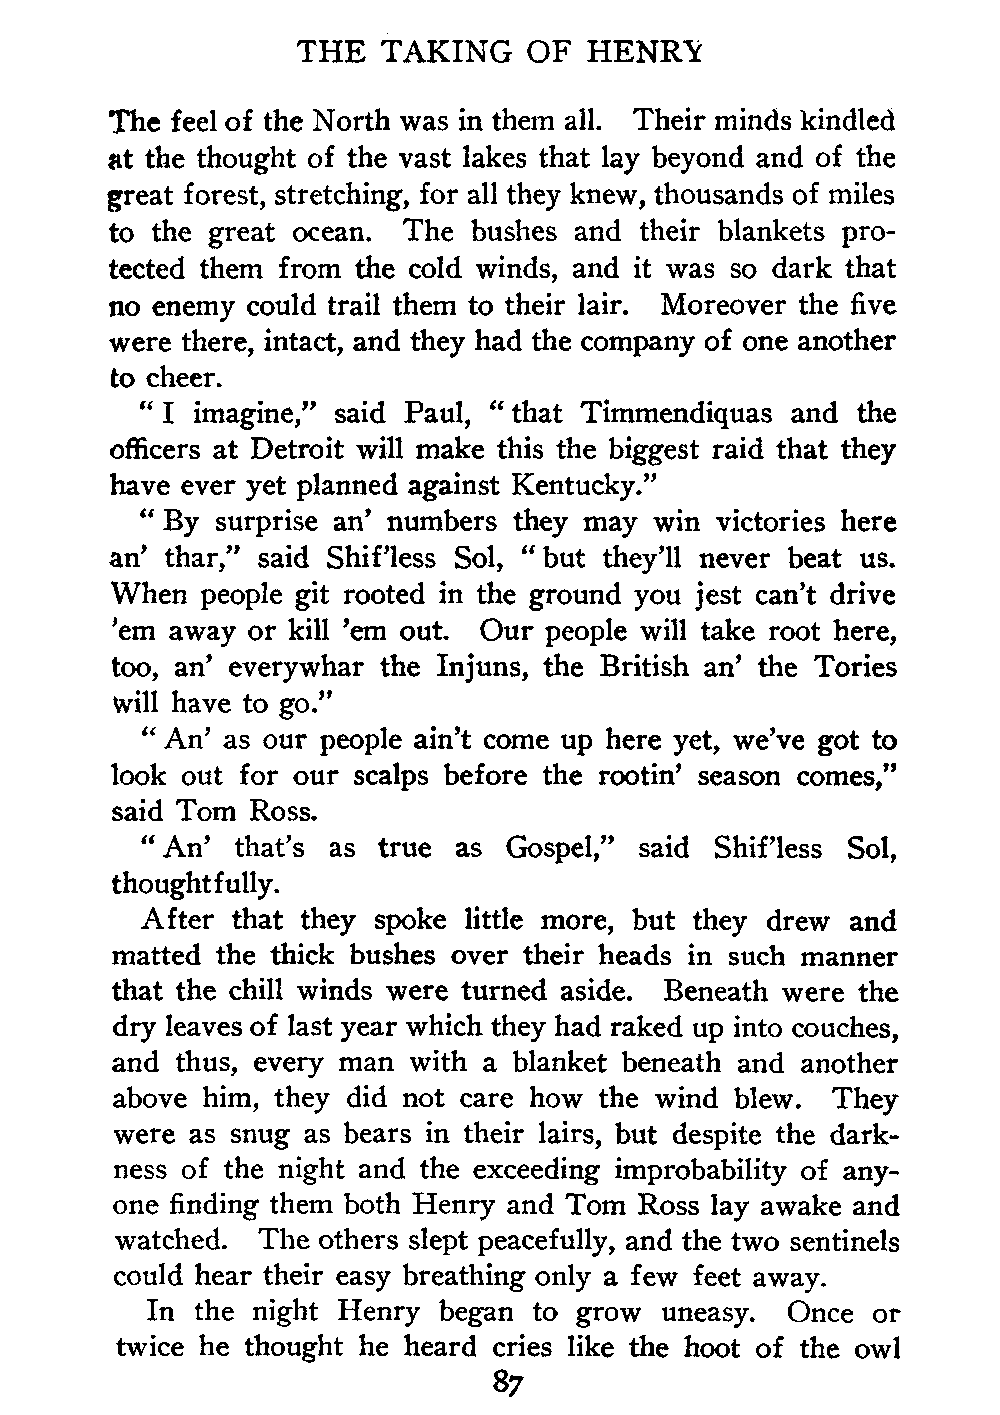 THE TAKING OF HENRY
The feel of the North was in them all. Their minds kindled
at the thought of the vast lakes that lay beyond and of the
great forest, stretching, for all they knew, thousands of miles
to the great ocean. The bushes and their blankets pro-
tected them from the cold winds, and it was so dark that
no enemy could trail them to their lair. Moreover the five
were there, intact, and they had the company of one another
to cheer.
“I imagine,” said Paul, “that Timmendiquas and the
officers at Detroit will make this the biggest raid that they
have ever yet planned against Kentucky.”
“By surprise an’ numbers they may win victories here
an’ thar,” said Shif’less Sol, “but they’ll never beat us.
When people git rooted in the ground you jest can’t drive
’em away or kill ’em out. Our people will take root here,
too, an’ everywhar the Injuns, the British an’ the Tories
will have to go.”
“An’ as our people ain’t come up here yet, we’ve got to
look out for our scalps before the rootin’ season comes,”
said Tom Ross.
“An’ that’s as true as Gospel,” said Shif’less Sol,
thoughtfully.
After that they spoke little more, but they drew and
matted the thick bushes over their heads in such manner
that the chill winds were turned aside. Beneath were the
dry leaves of last year which they had raked up into couches,
and thus, every man with a blanket beneath and another
above him, they did not care how the wind blew. They
were as snug as bears in their lairs, but despite the dark-
ness of the night and the exceeding improbability of any-
one finding them both Henry and Tom Ross lay awake and
watched. The others slept peacefully, and the two sentinels
could hear their easy breathing only a few feet away.
In the night Henry began to grow uneasy. Once or
twice he thought he heard cries like the hoot of the owl
87